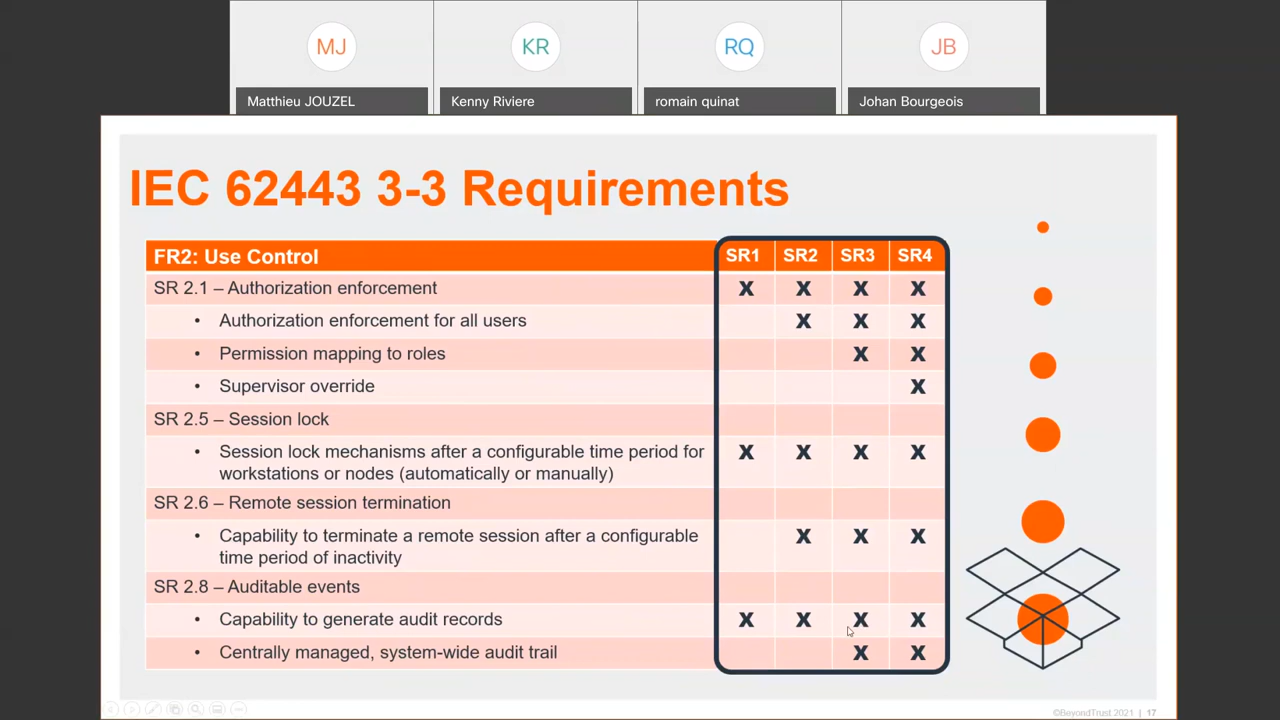 MJ KR RQ JB
Matthieu JOUZEL Kenny Riviere romain quinat Johan Bourgeois
IEC 62443 3-3 Requirements
FR2: Use Control SR1 SR2 SR3 SR4
SR 2.1 – Authorization enforcement X X X X
• Authorization enforcement for all users X X X
• Permission mapping to roles X X
• Supervisor override X
SR 2.5 – Session lock
• Session lock mechanisms after a configurable time period for X X X X
workstations or nodes (automatically or manually)
SR 2.6 – Remote session termination
• Capability to terminate a remote session after a configurable X X X
time period of inactivity
SR 2.8 – Auditable events
• Capability to generate audit records X X X X
• Centrally managed, system-wide audit trail X X
©BeyondTrust 2021 | 17